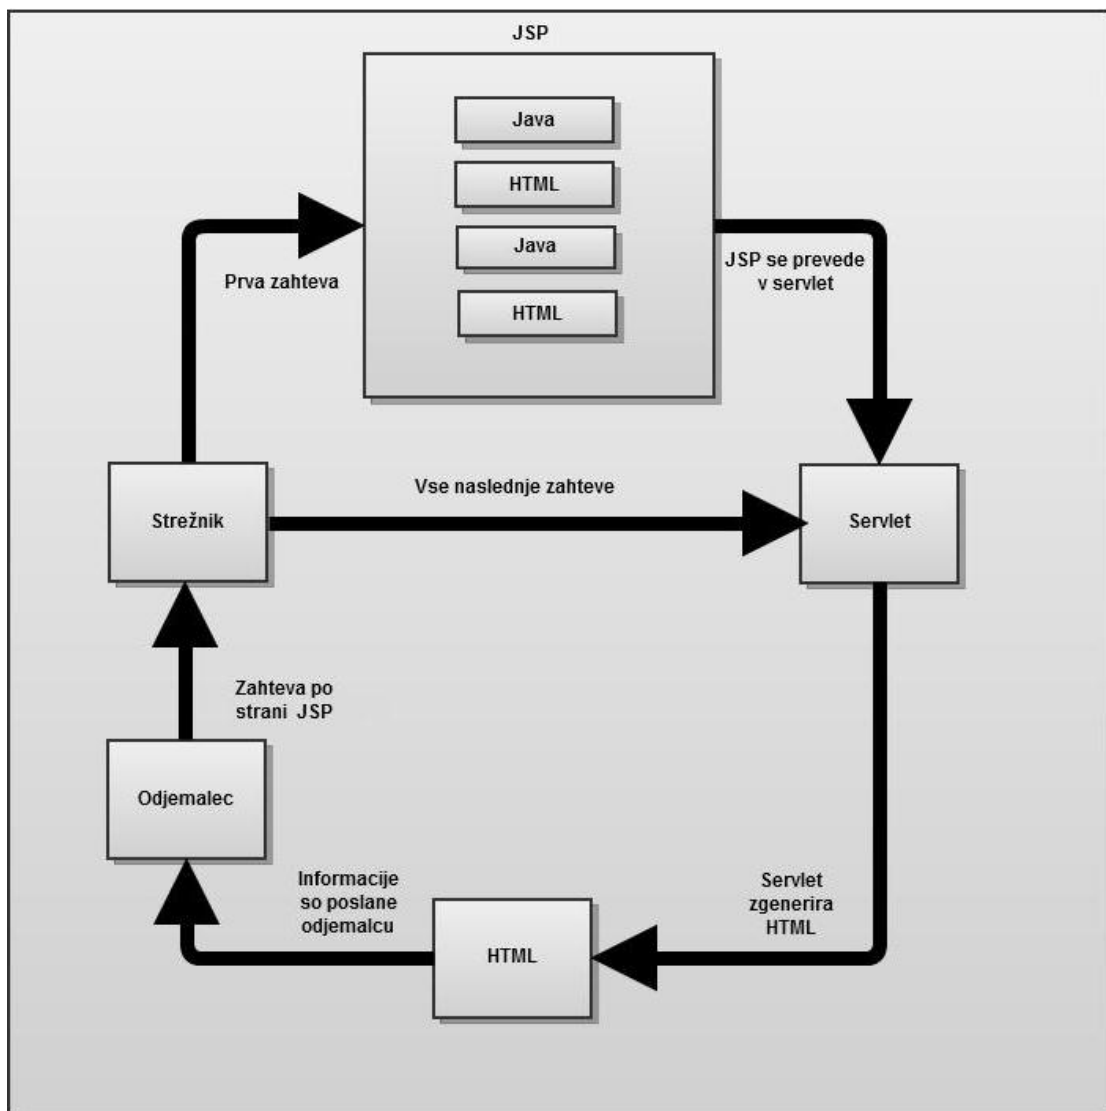 JSP
Java
HTML
Java
HTML
Prva zahteva
JSP se prevede
v servlet
Strežnik
Vse naslednje zahteve
Servlet
Zahteva po
strani JSP
Odjemalec
Informacije
so poslane
odjemalcu
HTML
Servlet
zgenerira
HTML